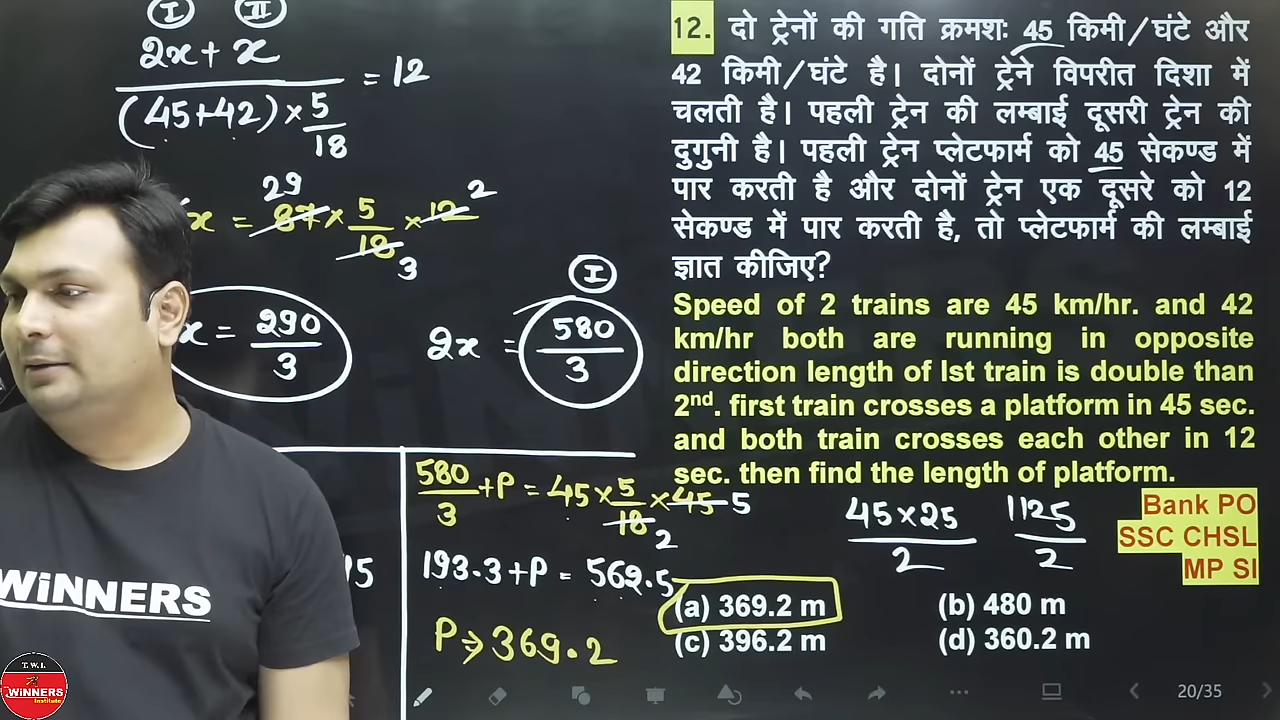 I II
2x + x
= 12
(45+42) × 5
18
29
x = 87 × 5 × 12 2
18 3
x = 290
3
I
2x = 580
3
580 + P = 45 × 5 × 45 5
3 18 2
15
193.3 + P = 562.5
P ⇒ 369.2
12. दो ट्रेनों की गति क्रमशः 45 किमी/घंटे और
42 किमी/घंटे है। दोनों ट्रेने विपरीत दिशा में
चलती है। पहली ट्रेन की लम्बाई दूसरी ट्रेन की
दुगुनी है। पहली ट्रेन प्लेटफार्म को 45 सेकण्ड में
पार करती है और दोनों ट्रेन एक दूसरे को 12
सेकण्ड में पार करती है, तो प्लेटफार्म की लम्बाई
ज्ञात कीजिए?
Speed of 2 trains are 45 km/hr. and 42
km/hr both are running in opposite
direction length of Ist train is double than
2nd. first train crosses a platform in 45 sec.
and both train crosses each other in 12
sec. then find the length of platform.
45×25 1125
2 2
Bank PO
SSC CHSL
MP SI
(a) 369.2 m (b) 480 m
(c) 396.2 m (d) 360.2 m
WiNNERS
T.W.I.
WiNNERS
Institute
20/35